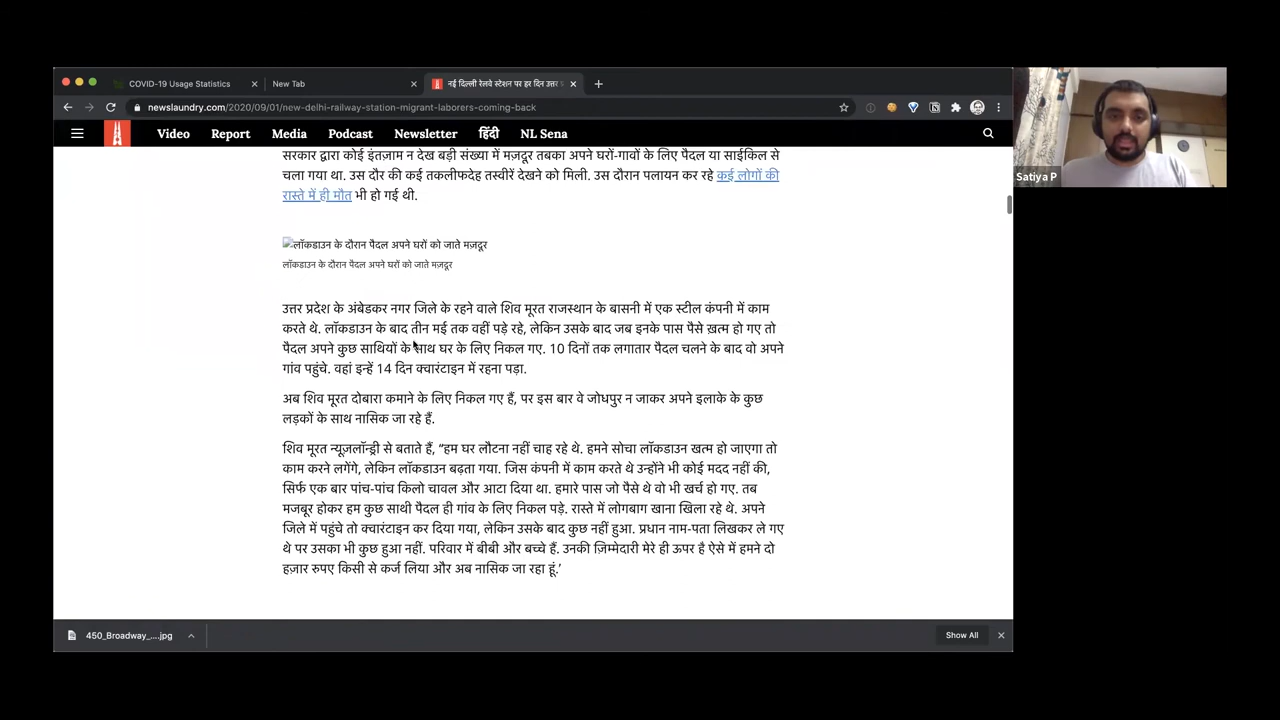 COVID-19 Usage Statistics
New Tab
नई दिल्ली रेलवे स्टेशन पर हर दिन उत्तर
newslaundry.com/2020/09/01/new-delhi-railway-station-migrant-laborers-coming-back
Video Report Media Podcast Newsletter हिंदी NL Sena
Satiya P
सरकार द्वारा कोई इंतज़ाम न देख बड़ी संख्या में मज़दूर तबका अपने घरों-गावों के लिए पैदल या साईकिल से
चला गया था. उस दौर की कई तकलीफदेह तस्वीरें देखने को मिली. उस दौरान पलायन कर रहे कई लोगों की
रास्ते में ही मौत भी हो गई थी.
लॉकडाउन के दौरान पैदल अपने घरों को जाते मज़दूर
लॉकडाउन के दौरान पैदल अपने घरों को जाते मज़दूर
उत्तर प्रदेश के अंबेडकर नगर जिले के रहने वाले शिव मूरत राजस्थान के बासनी में एक स्टील कंपनी में काम
करते थे. लॉकडाउन के बाद तीन मई तक वहीं पड़े रहे, लेकिन उसके बाद जब इनके पास पैसे ख़त्म हो गए तो
पैदल अपने कुछ साथियों के साथ घर के लिए निकल गए. 10 दिनों तक लगातार पैदल चलने के बाद वो अपने
गांव पहुंचे. वहां इन्हें 14 दिन क्वारंटाइन में रहना पड़ा.
अब शिव मूरत दोबारा कमाने के लिए निकल गए हैं, पर इस बार वे जोधपुर न जाकर अपने इलाके के कुछ
लड़कों के साथ नासिक जा रहे हैं.
शिव मूरत न्यूज़लॉन्ड्री से बताते हैं, “हम घर लौटना नहीं चाह रहे थे. हमने सोचा लॉकडाउन खत्म हो जाएगा तो
काम करने लगेंगे, लेकिन लॉकडाउन बढ़ता गया. जिस कंपनी में काम करते थे उन्होंने भी कोई मदद नहीं की,
सिर्फ एक बार पांच-पांच किलो चावल और आटा दिया था. हमारे पास जो पैसे थे वो भी खर्च हो गए. तब
मजबूर होकर हम कुछ साथी पैदल ही गांव के लिए निकल पड़े. रास्ते में लोगबाग खाना खिला रहे थे. अपने
जिले में पहुंचे तो क्वारंटाइन कर दिया गया, लेकिन उसके बाद कुछ नहीं हुआ. प्रधान नाम-पता लिखकर ले गए
थे पर उसका भी कुछ हुआ नहीं. परिवार में बीबी और बच्चे हैं. उनकी ज़िम्मेदारी मेरे ही ऊपर है ऐसे में हमने दो
हज़ार रुपए किसी से कर्ज लिया और अब नासिक जा रहा हूं.’
450_Broadway_....jpg
Show All